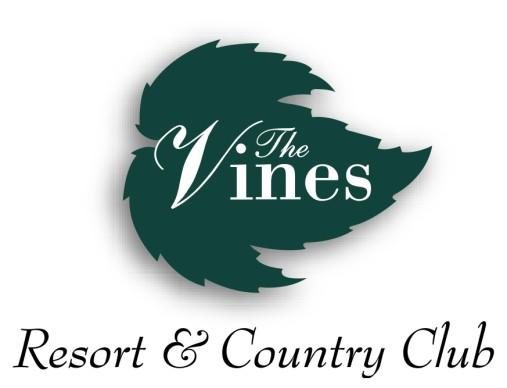 The
Vines
Resort & Country Club